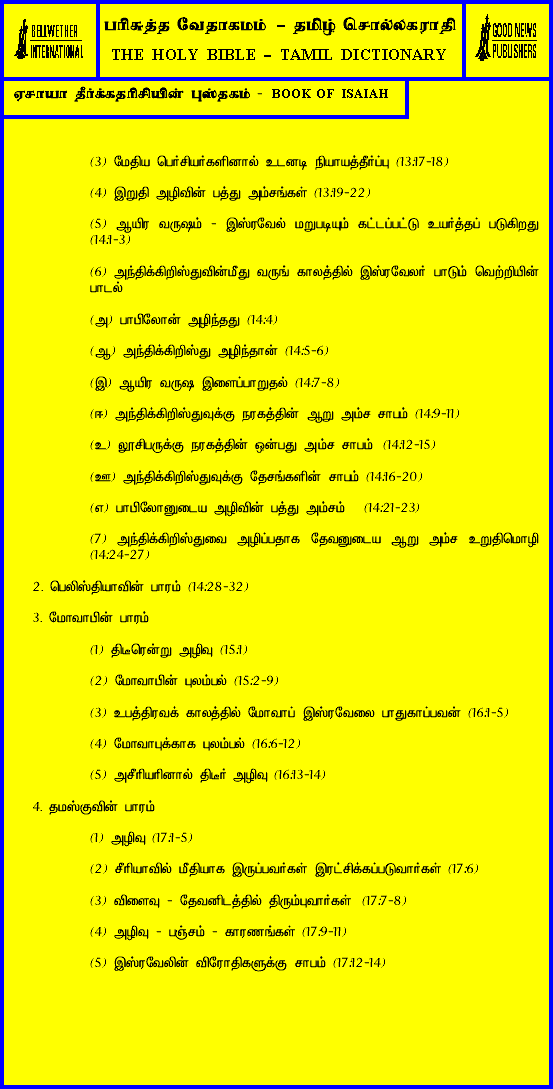 BELLWETHER
INTERNATIONAL
பரிசுத்த வேதாகமம் – தமிழ் சொல்லகராதி
THE HOLY BIBLE – TAMIL DICTIONARY
GOOD NEWS
PUBLISHERS
ஏசாயா தீர்க்கதரிசியின் புஸ்தகம் - BOOK OF ISAIAH
(3) மேதிய பெர்சியர்களினால் உடனடி நியாயத்தீர்ப்பு (13:17-18)
(4) இறுதி அழிவின் பத்து அம்சங்கள் (13:19-22)
(5) ஆயிர வருஷம் - இஸ்ரவேல் மறுபடியும் கட்டப்பட்டு உயர்த்தப் படுகிறது
(14:1-3)
(6) அந்திக்கிறிஸ்துவின்மீது வருங் காலத்தில் இஸ்ரவேலர் பாடும் வெற்றியின்
பாடல்
(அ) பாபிலோன் அழிந்தது (14:4)
(ஆ) அந்திக்கிறிஸ்து அழிந்தான் (14:5-6)
(இ) ஆயிர வருஷ இளைப்பாறுதல் (14:7-8)
(ஈ) அந்திக்கிறிஸ்துவுக்கு நரகத்தின் ஆறு அம்ச சாபம் (14:9-11)
(உ) லூசிபருக்கு நரகத்தின் ஒன்பது அம்ச சாபம் (14:12-15)
(ஊ) அந்திக்கிறிஸ்துவுக்கு தேசங்களின் சாபம் (14:16-20)
(எ) பாபிலோனுடைய அழிவின் பத்து அம்சம் (14:21-23)
(7) அந்திக்கிறிஸ்துவை அழிப்பதாக தேவனுடைய ஆறு அம்ச உறுதிமொழி
(14:24-27)
2. பெலிஸ்தியாவின் பாரம் (14:28-32)
3. மோவாபின் பாரம்
(1) திடீரென்று அழிவு (15:1)
(2) மோவாபின் புலம்பல் (15:2-9)
(3) உபத்திரவக் காலத்தில் மோவாப் இஸ்ரவேலை பாதுகாப்பவன் (16:1-5)
(4) மோவாபுக்காக புலம்பல் (16:6-12)
(5) அசீரியரினால் திடீர் அழிவு (16:13-14)
4. தமஸ்குவின் பாரம்
(1) அழிவு (17:1-5)
(2) சீரியாவில் மீதியாக இருப்பவர்கள் இரட்சிக்கப்படுவார்கள் (17:6)
(3) விளைவு - தேவனிடத்தில் திரும்புவார்கள் (17:7-8)
(4) அழிவு - பஞ்சம் - காரணங்கள் (17:9-11)
(5) இஸ்ரவேலின் விரோதிகளுக்கு சாபம் (17:12-14)